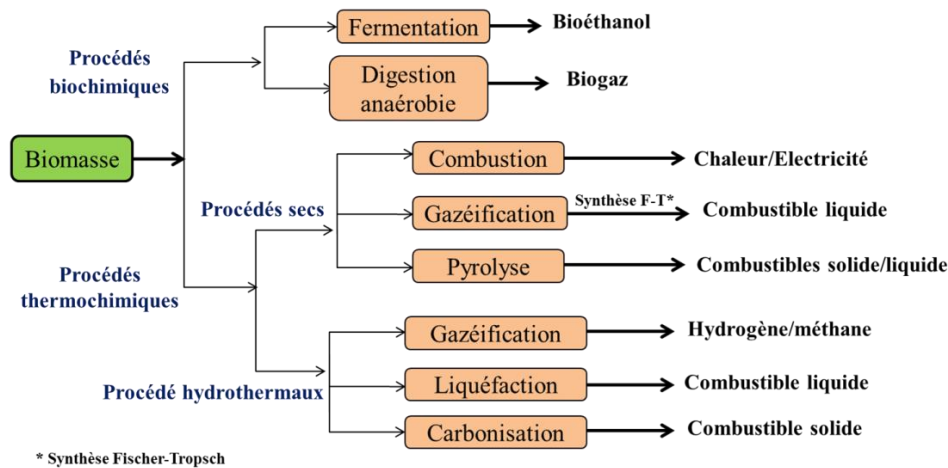 Fermentation
Bioéthanol
Procédés
biochimiques
Digestion
anaérobie
Biogaz
Biomasse
Combustion
Chaleur/Electricité
Procédés secs
Gazéification
Synthèse F-T*
Combustible liquide
Procédés
thermochimiques
Pyrolyse
Combustibles solide/liquide
Gazéification
Hydrogène/méthane
Procédé hydrothermaux
Liquéfaction
Combustible liquide
Carbonisation
Combustible solide
* Synthèse Fischer-Tropsch